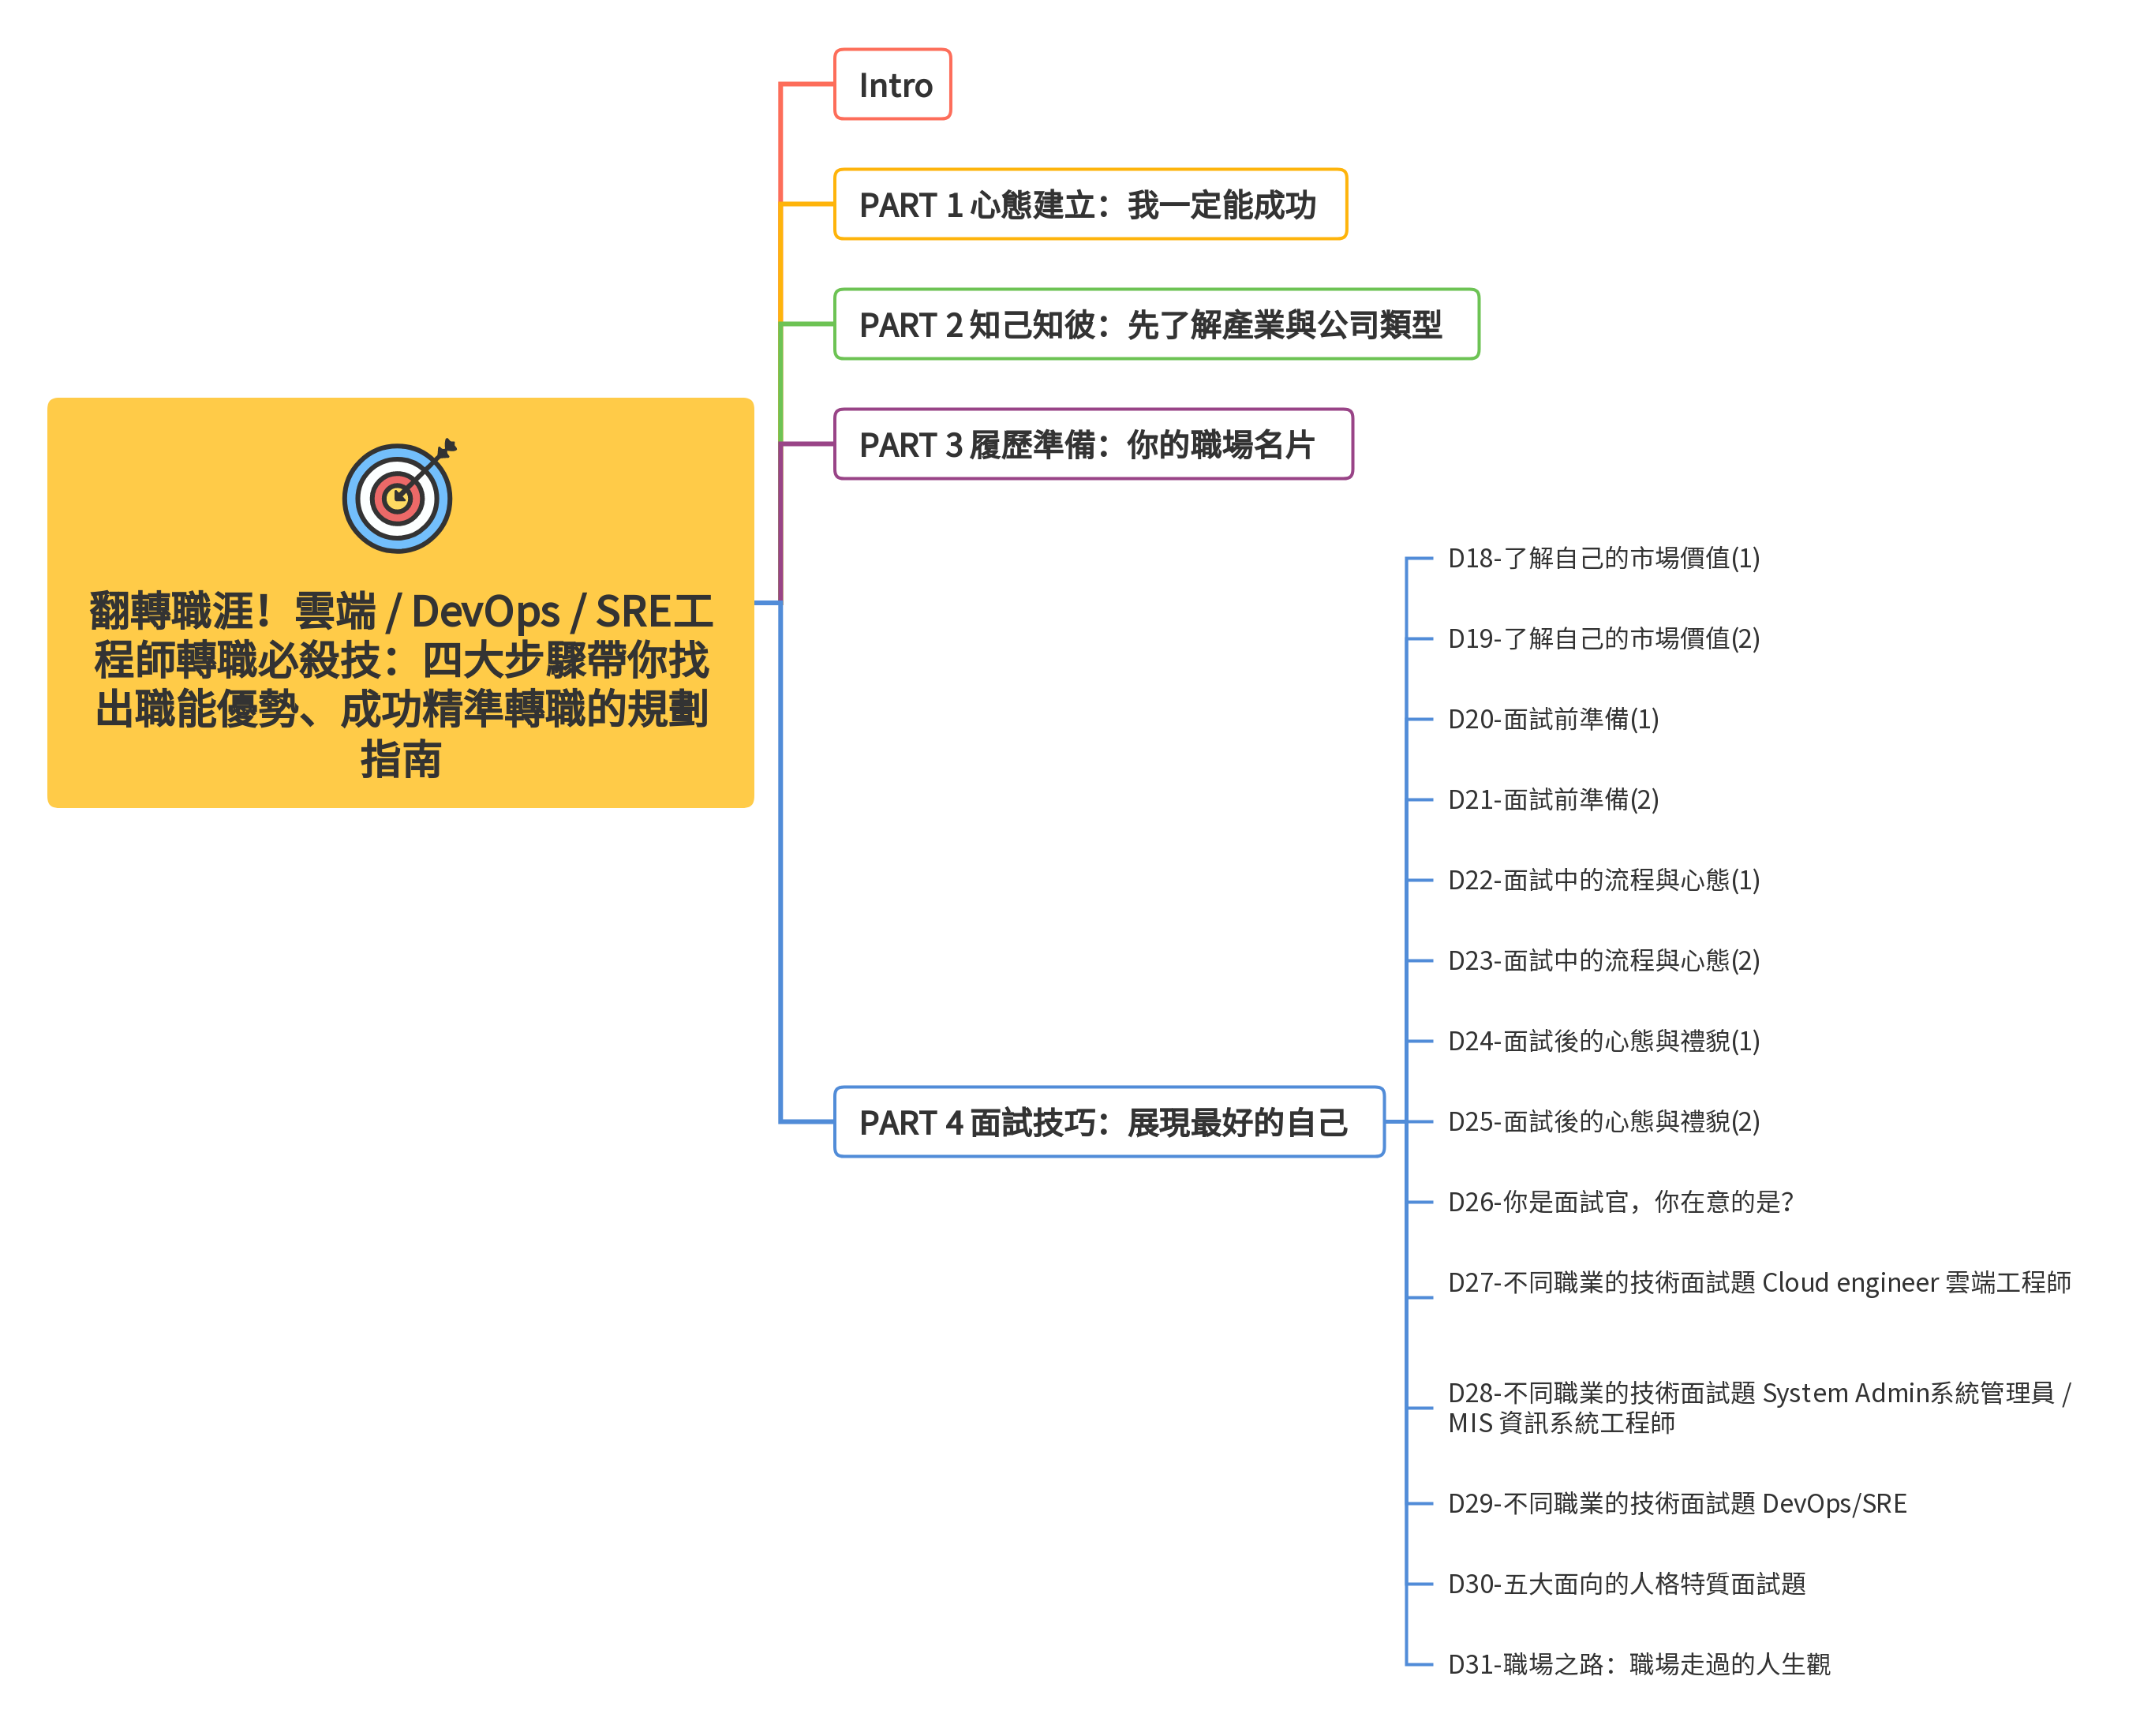 Intro
PART 1 心態建立：我一定能成功
PART 2 知己知彼：先了解產業與公司類型
PART 3 履歷準備：你的職場名片
翻轉職涯！雲端 / DevOps / SRE工
程師轉職必殺技：四大步驟帶你找
出職能優勢、成功精準轉職的規劃
指南
PART 4 面試技巧：展現最好的自己
D18-了解自己的市場價值(1)
D19-了解自己的市場價值(2)
D20-面試前準備(1)
D21-面試前準備(2)
D22-面試中的流程與心態(1)
D23-面試中的流程與心態(2)
D24-面試後的心態與禮貌(1)
D25-面試後的心態與禮貌(2)
D26-你是面試官，你在意的是?
D27-不同職業的技術面試題 Cloud engineer 雲端工程師
D28-不同職業的技術面試題 System Admin系統管理員 /
MIS 資訊系統工程師
D29-不同職業的技術面試題 DevOps/SRE
D30-五大面向的人格特質面試題
D31-職場之路：職場走過的人生觀